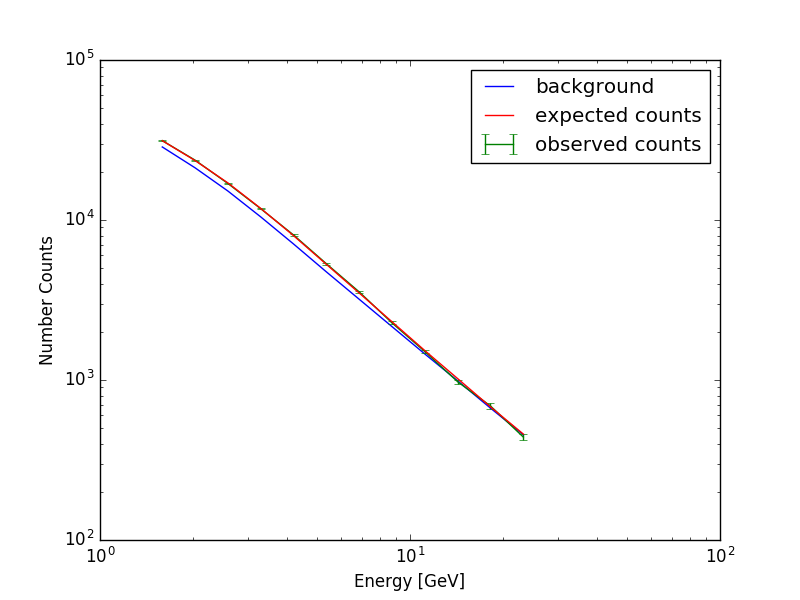 10^5
10^4
10^3
10^2
Number Counts
background
expected counts
observed counts
10^0
10^1
10^2
Energy [GeV]